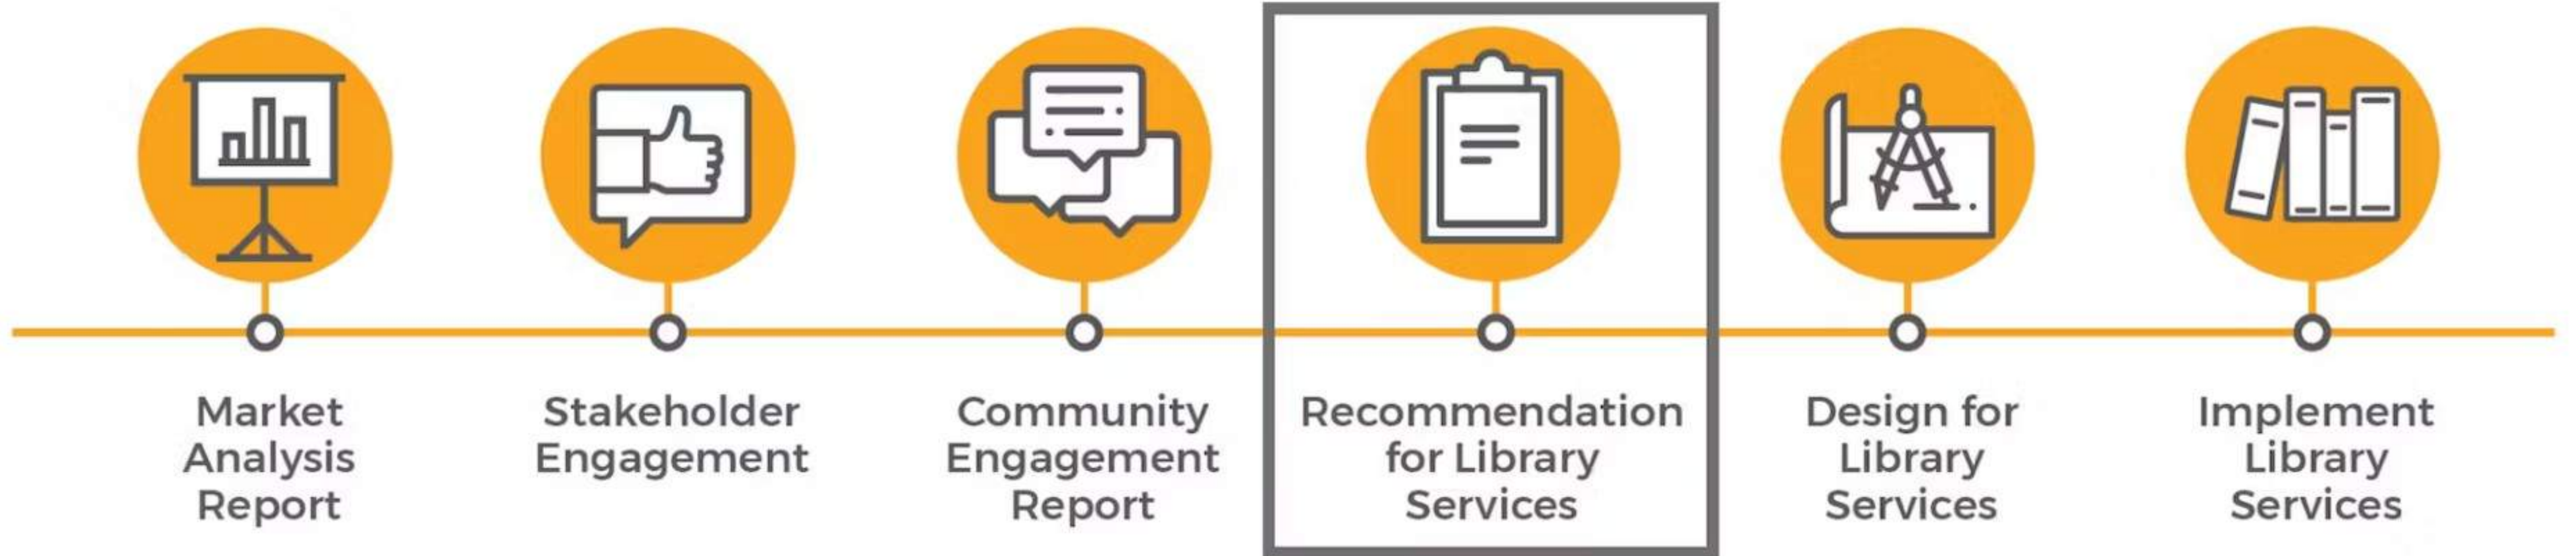 Market
Analysis
Report
Stakeholder
Engagement
Community
Engagement
Report
Recommendation
for Library
Services
Design for
Library
Services
Implement
Library
Services